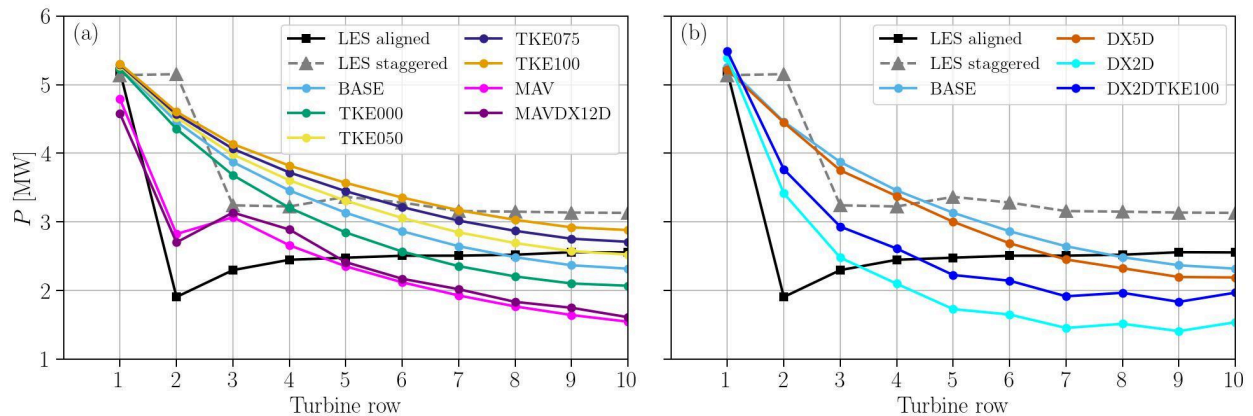 (a)
LES aligned
LES staggered
BASE
TKE000
TKE050
TKE075
TKE100
MAV
MAVDX12D
P [MW]
6
5
4
3
2
1
1 2 3 4 5 6 7 8 9 10
Turbine row
(b)
LES aligned
LES staggered
BASE
DX5D
DX2D
DX2DTKE100
1 2 3 4 5 6 7 8 9 10
Turbine row